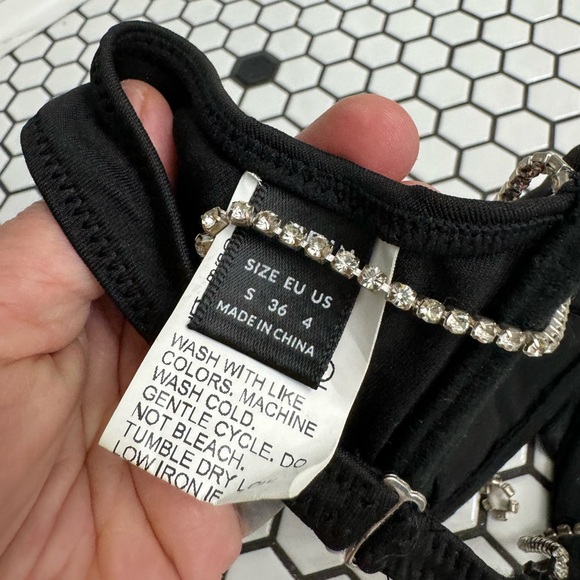 SIZE EU US
S 36 4
MADE IN CHINA
WASH WITH LIKE
COLORS. MACHINE
WASH COLD.
GENTLE CYCLE. DO
NOT BLEACH.
TUMBLE DRY
LOW IRON IF